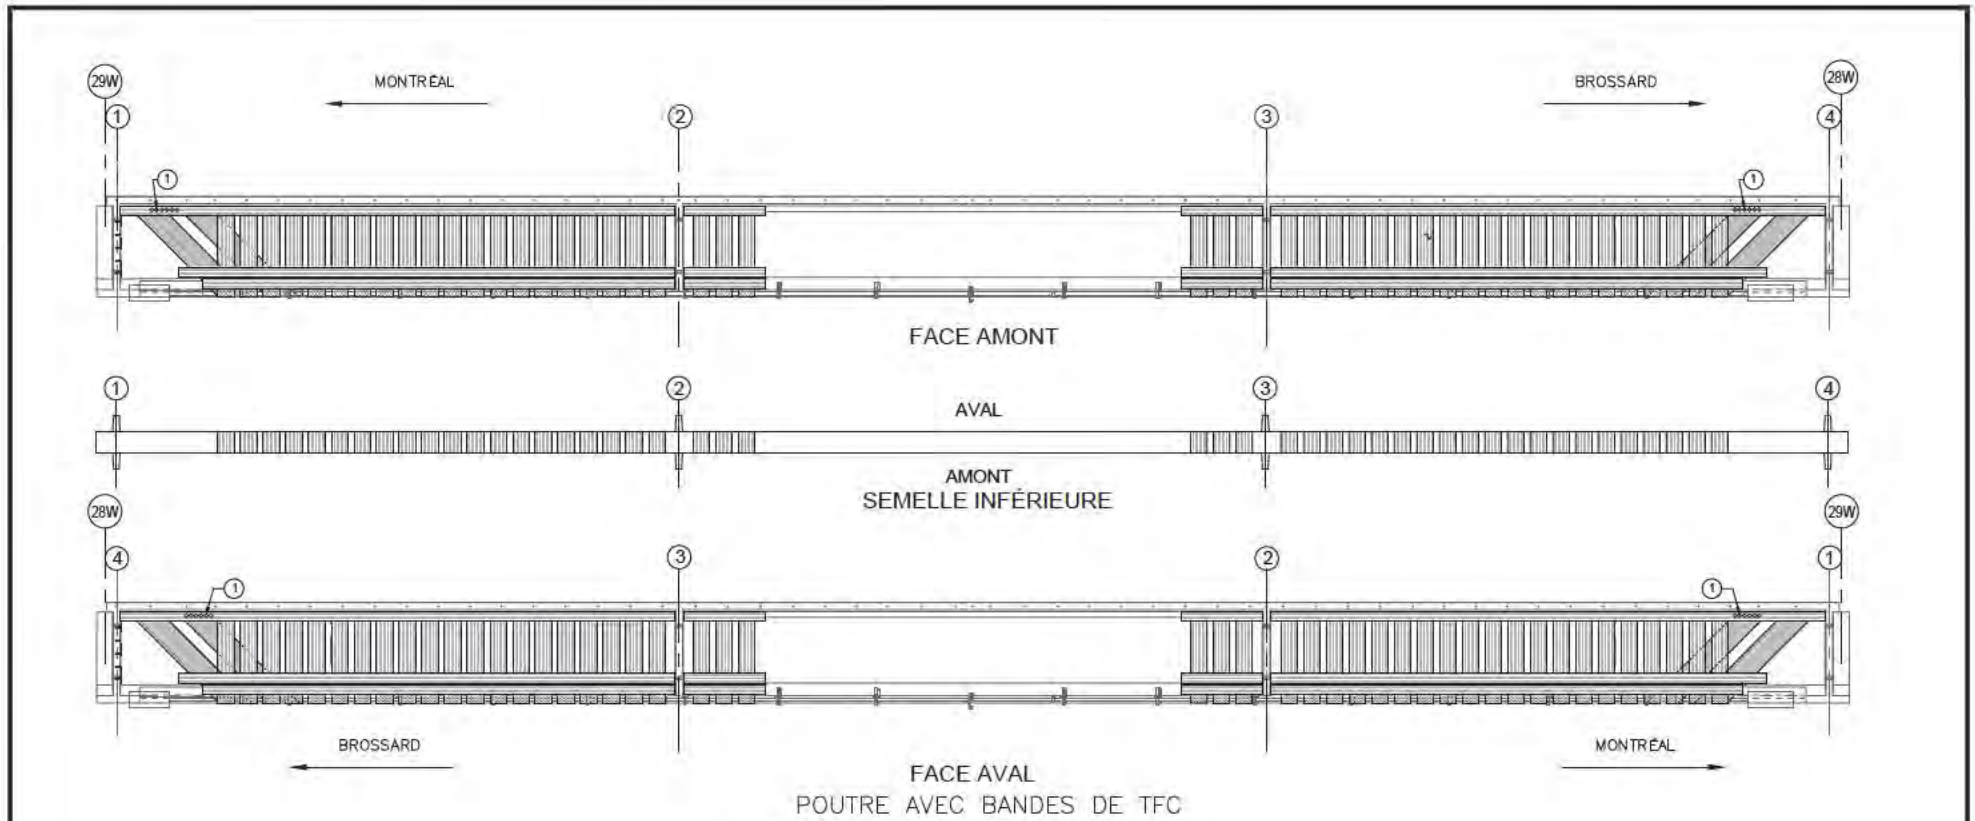 29W MONTRÉAL BROSSARD 28W
1 2 3 4
1 1
FACE AMONT
1 2 3 4
AVAL
AMONT
SEMELLE INFÉRIEURE
28W 29W
4 3 2 1
1 1
BROSSARD MONTRÉAL
FACE AVAL
POUTRE AVEC BANDES DE TFC